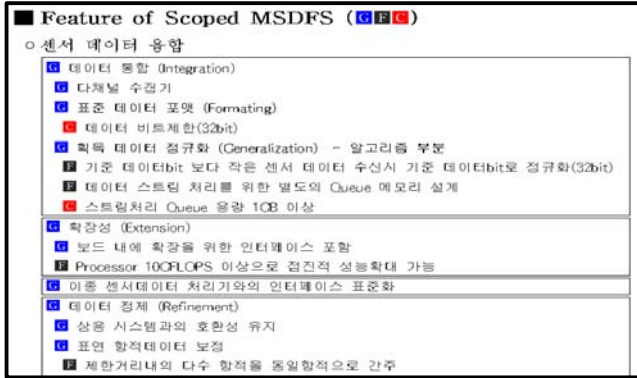 ■ Feature of Scoped MSDFS (G F C)
○ 센서 데이터 융합
G 데이터 통합 (Integration)
G 다채널 수집기
G 표준 데이터 포맷 (Formating)
C 데이터 비트제한(32bit)
G 획득 데이터 정규화 (Generalization) - 알고리즘 부분
F 기준 데이터bit 보다 작은 센서 데이터 수신시 기준 데이터bit로 정규화(32bit)
F 데이터 스트림 처리를 위한 별도의 Queue 메모리 설계
C 스트림처리 Queue 용량 1GB 이상
G 확장성 (Extension)
G 보드 내에 확장을 위한 인터페이스 포함
F Processor 10GFLOPS 이상으로 점진적 성능확대 가능
G 이종 센서데이터 처리기와의 인터페이스 표준화
G 데이터 정제 (Refinement)
G 상용 시스템과의 호환성 유지
G 표연 항적데이터 보정
F 제한거리내의 다수 항적을 동일항적으로 간주